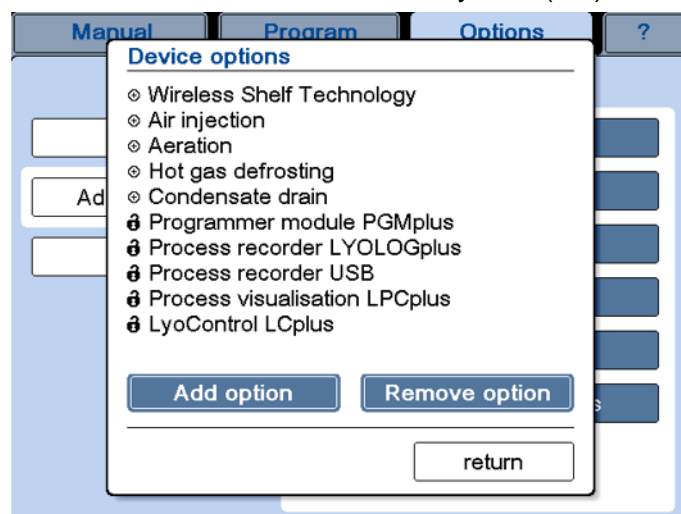 Manual Program Options ?
Device options
Wireless Shelf Technology
Air injection
Aeration
Hot gas defrosting
Condensate drain
Ad
Programmer module PGMplus
Process recorder LYOLOGplus
Process recorder USB
Process visualisation LPCplus
LyoControl LCplus
Add option Remove option
s
return